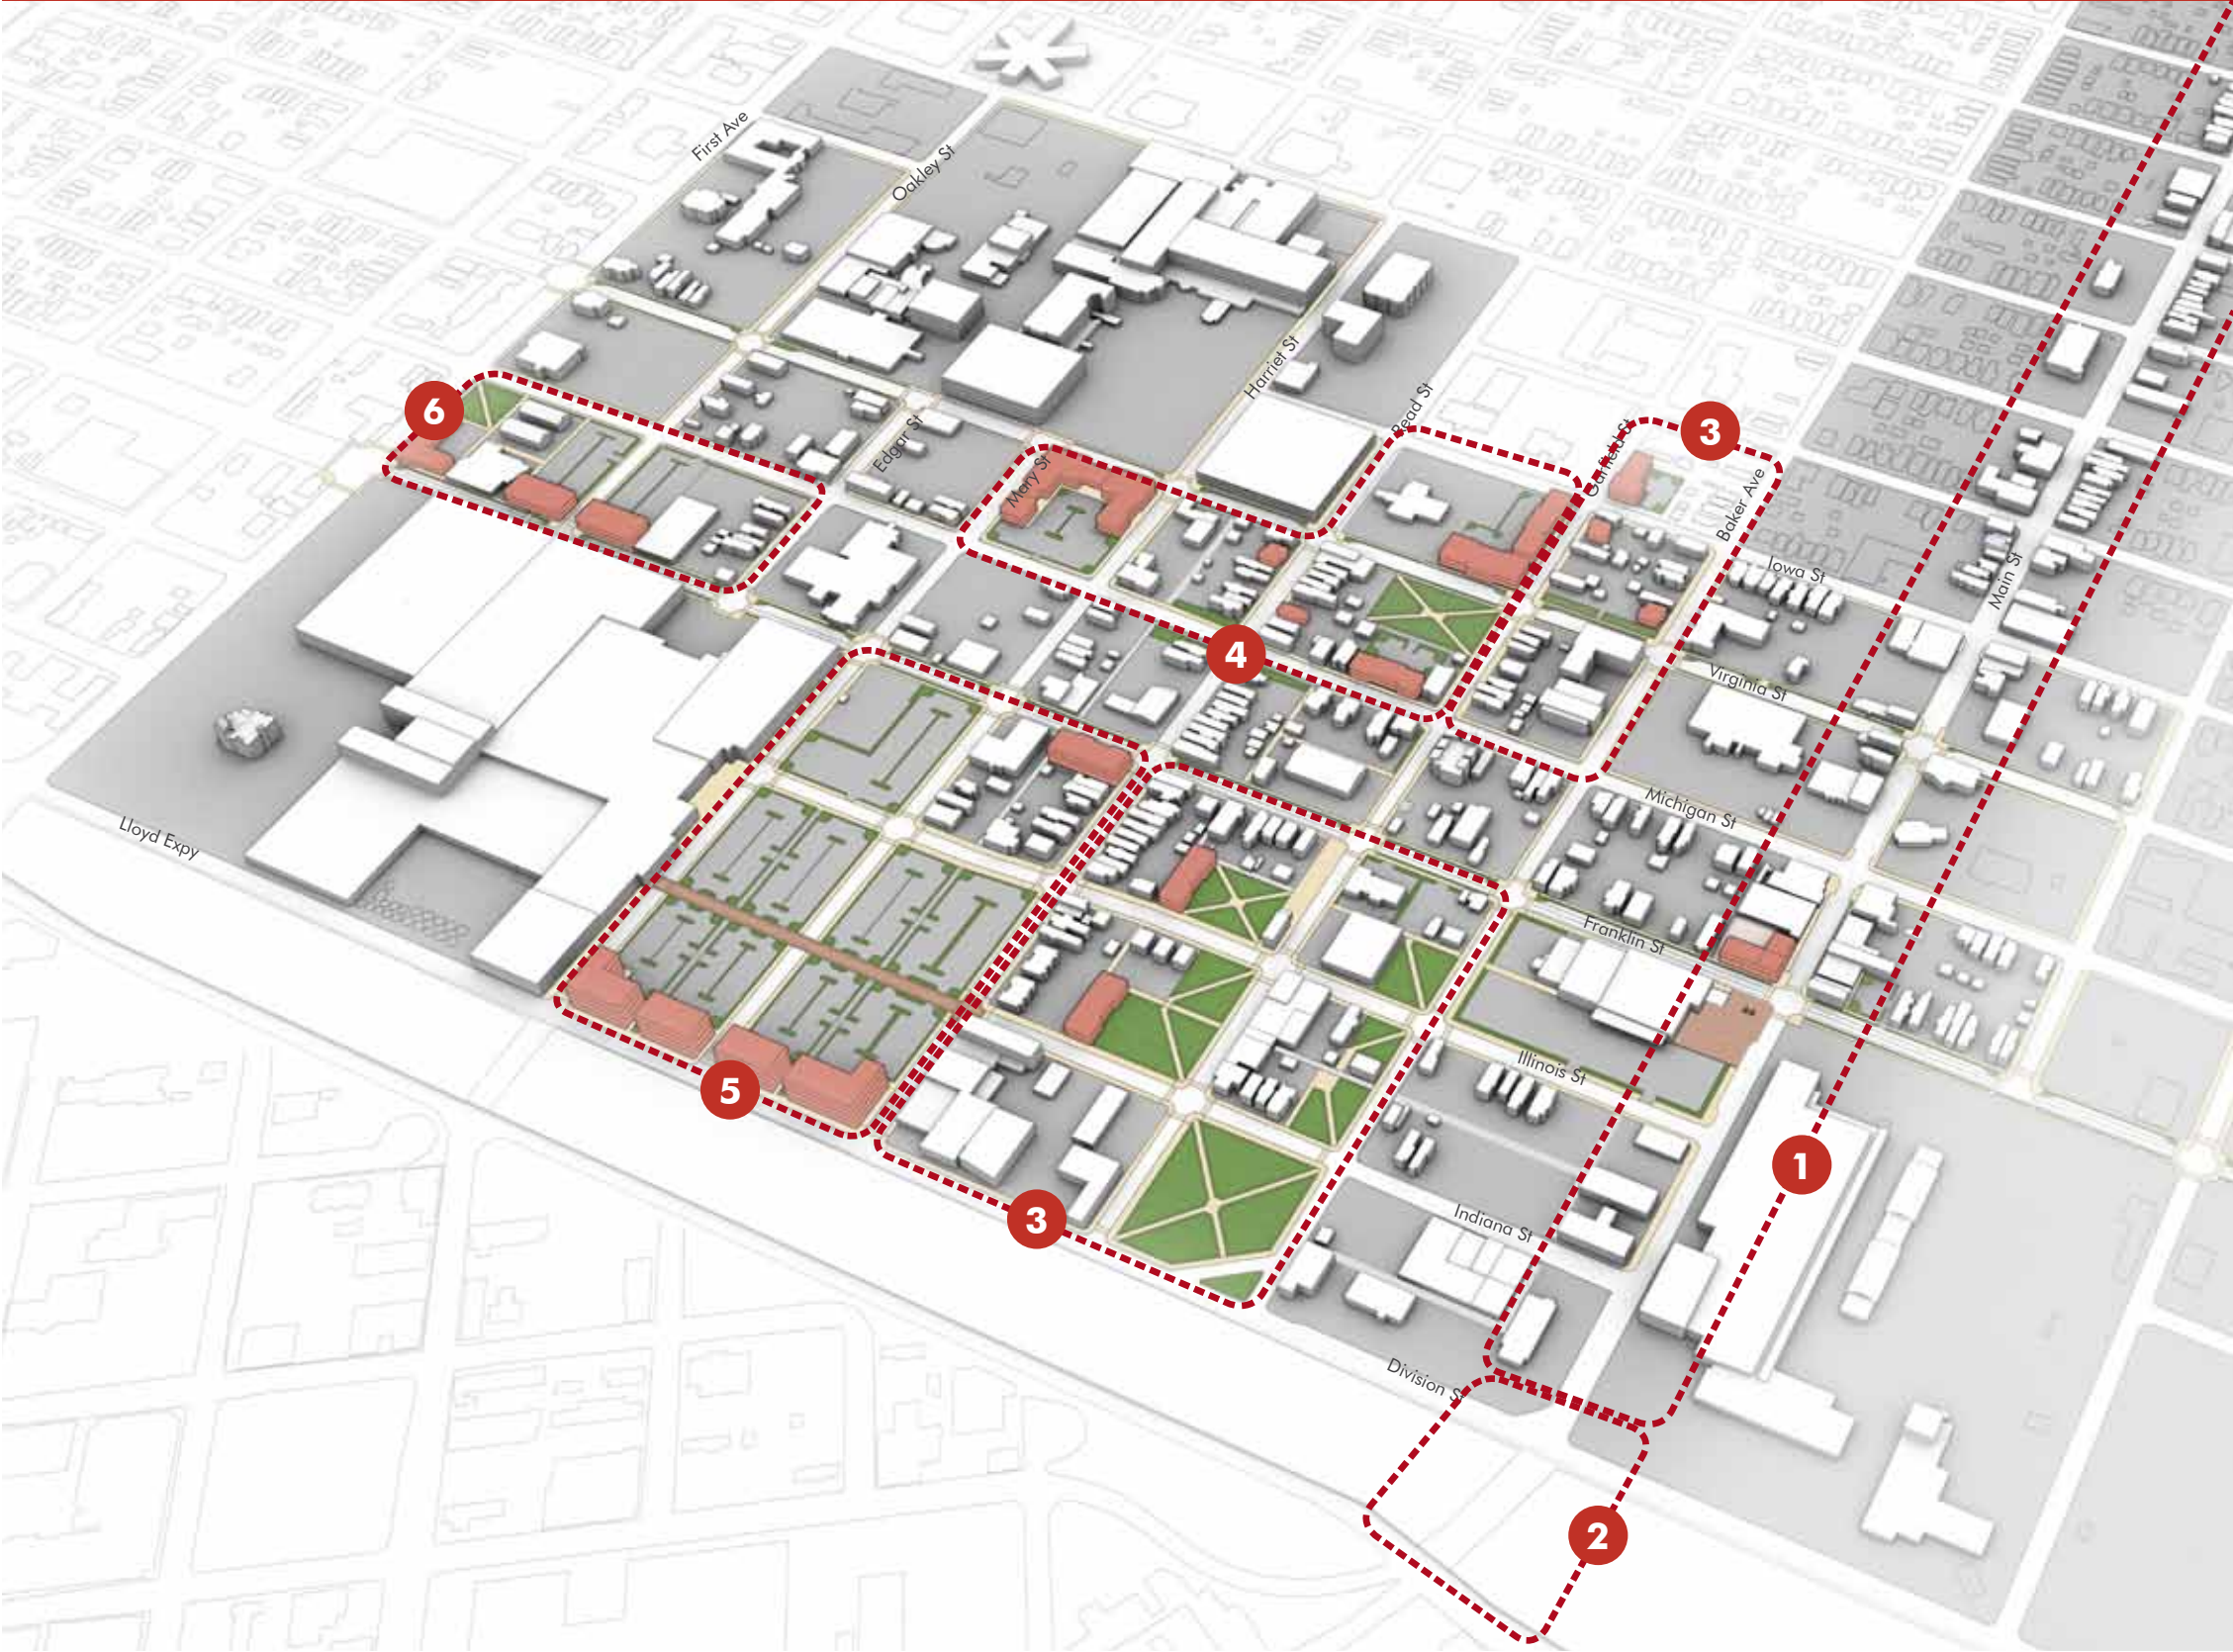 First Ave
Oakley St
Harriet St
Read St
6
3
Edgar St
Mary St
Garfield St
Baker Ave
Iowa St
Main St
4
Virginia St
Michigan St
Lloyd Expy
Franklin St
Illinois St
5
1
3
Indiana St
Division St
2